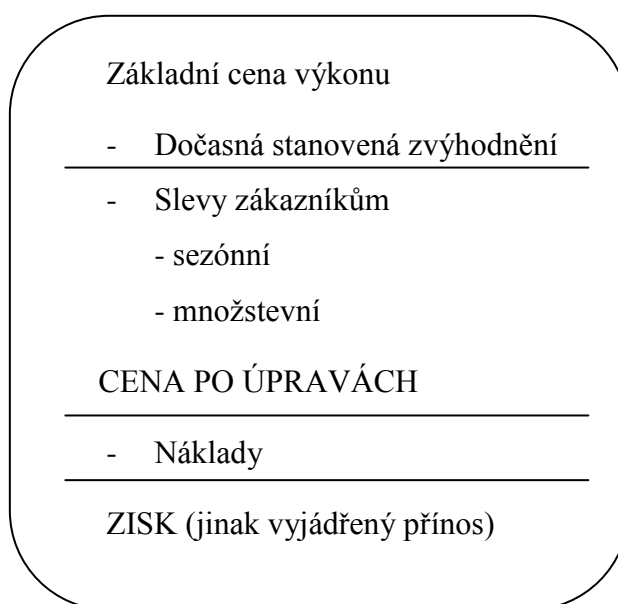 Základní cena výkonu
- Dočasná stanovená zvýhodnění
- Slevy zákazníkům
- sezónní
- množstevní
CENA PO ÚPRAVÁCH
- Náklady
ZISK (jinak vyjádřený přínos)